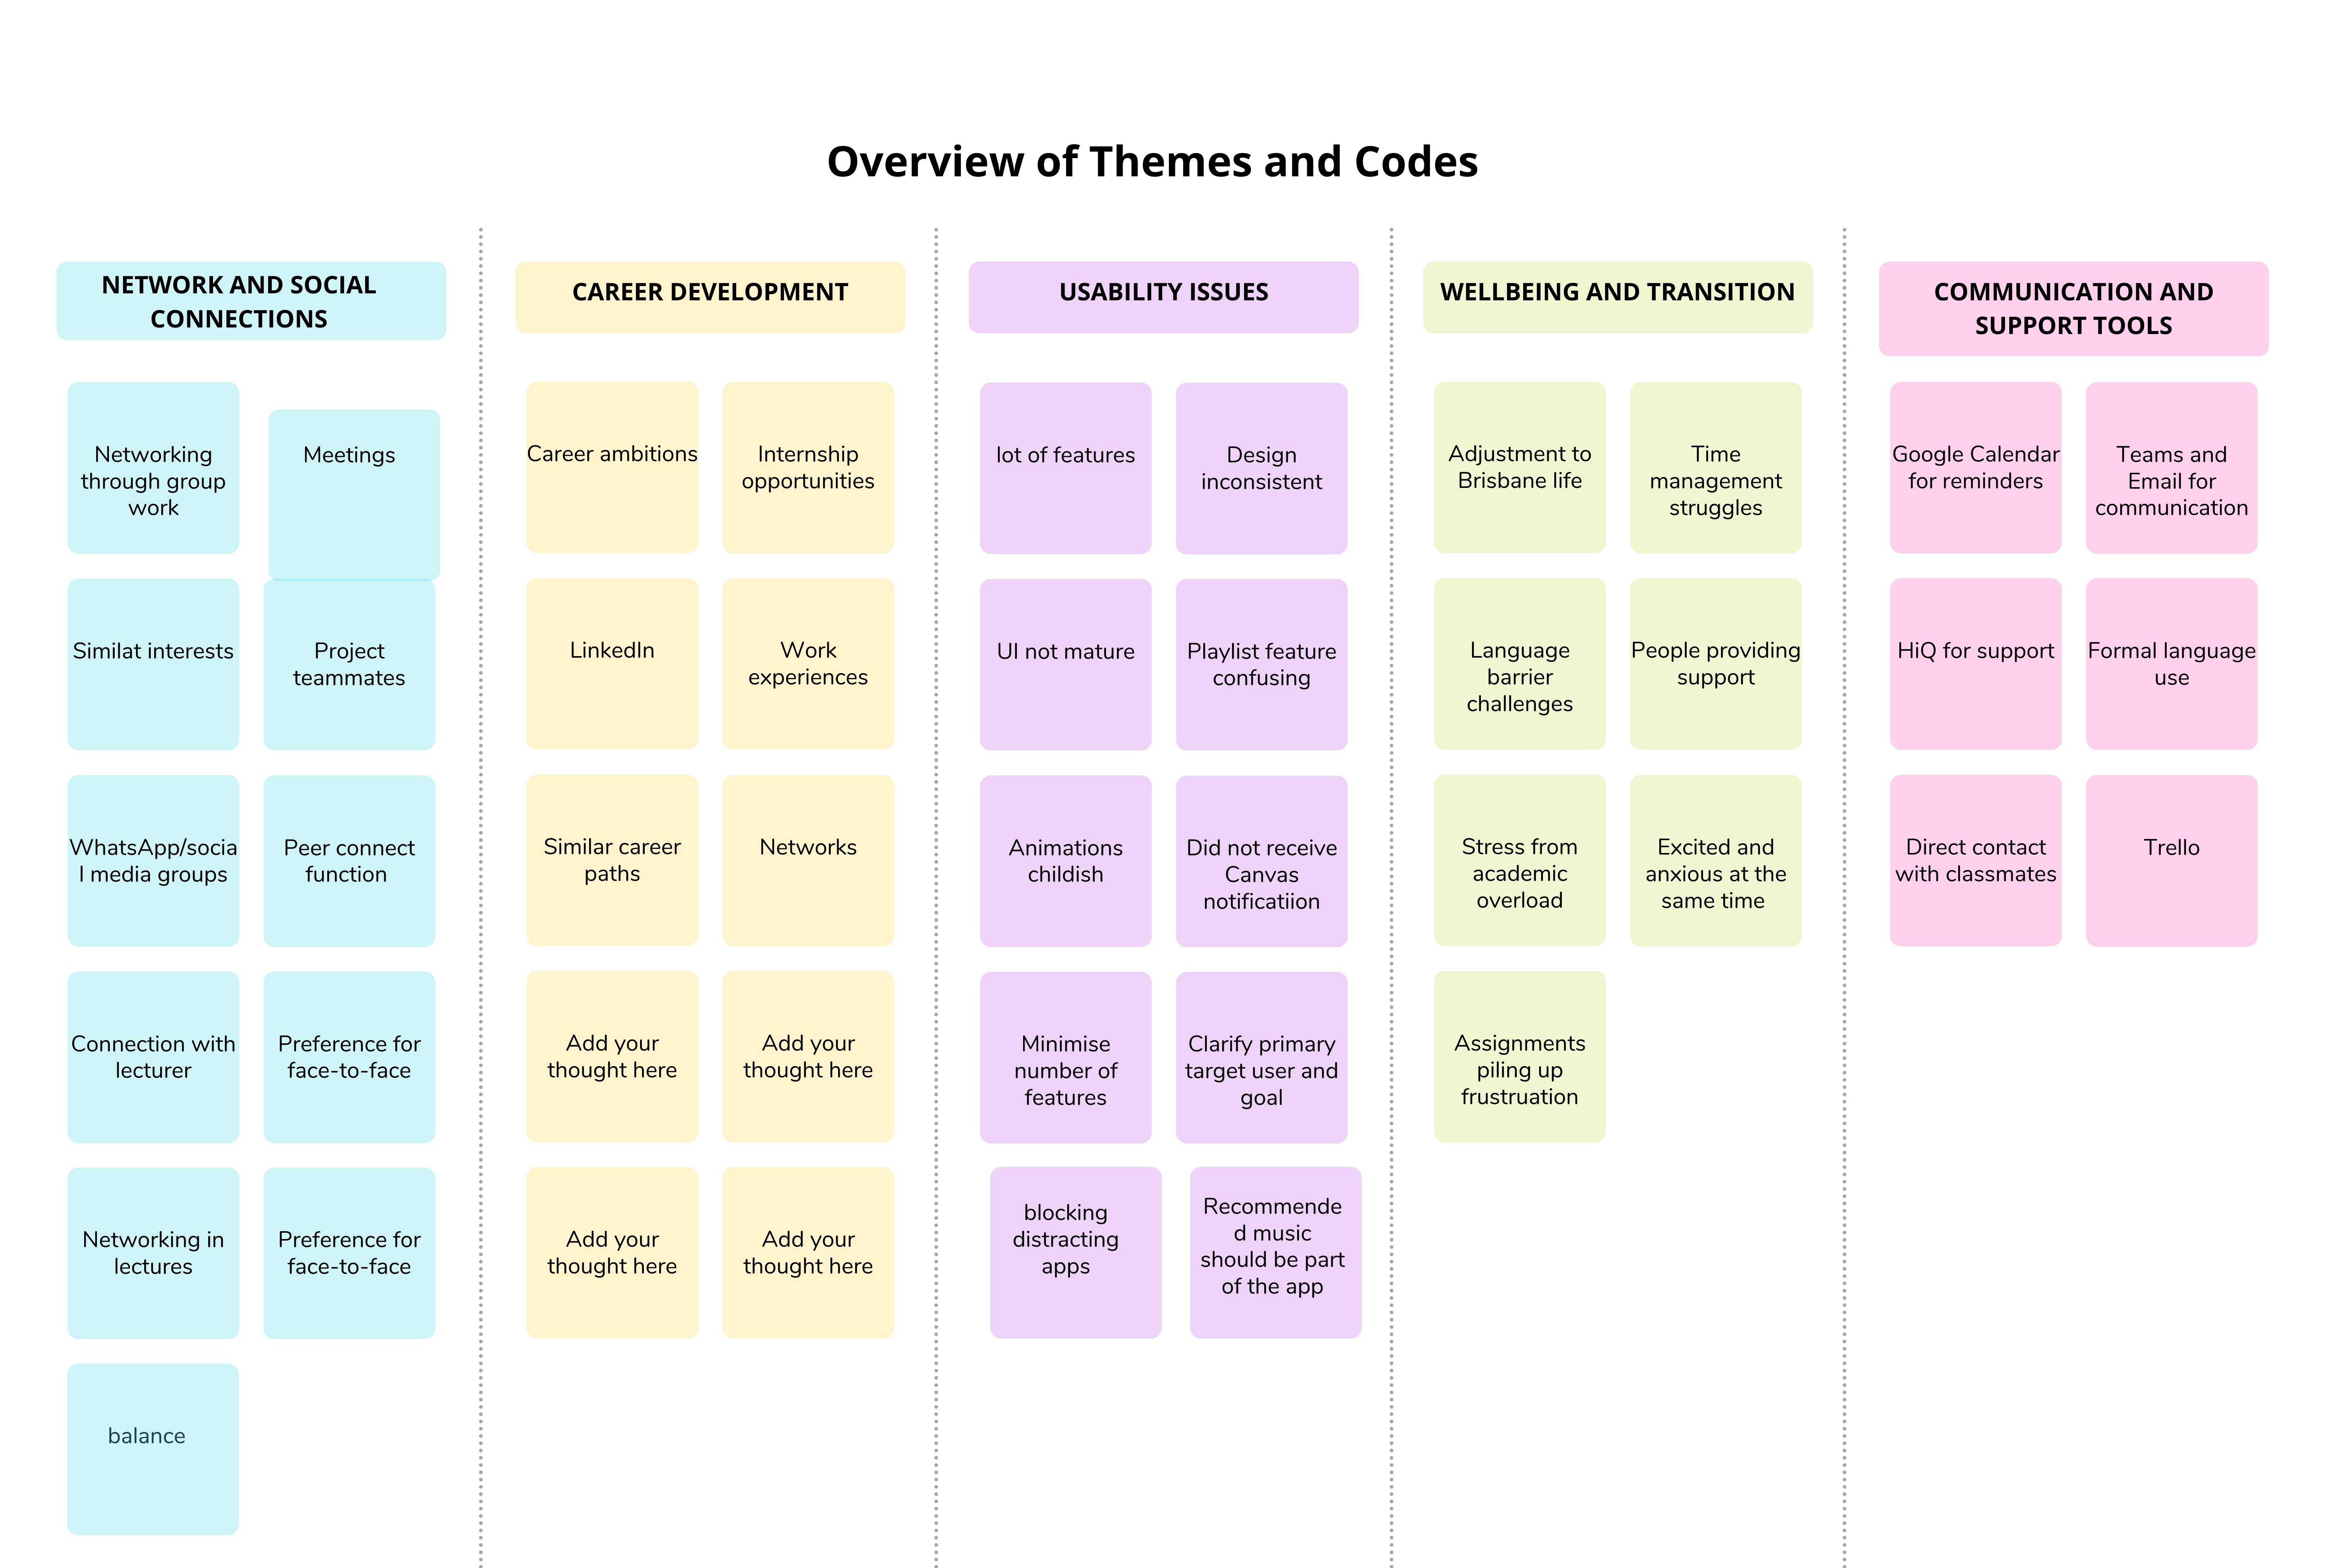 Overview of Themes and Codes
NETWORK AND SOCIAL
CONNECTIONS
Networking
through group
work
Meetings
Similat interests
Project
teammates
WhatsApp/socia
l media groups
Peer connect
function
Connection with
lecturer
Preference for
face-to-face
Networking in
lectures
Preference for
face-to-face
balance
CAREER DEVELOPMENT
Career ambitions
Internship
opportunities
LinkedIn
Work
experiences
Similar career
paths
Networks
Add your
thought here
Add your
thought here
Add your
thought here
Add your
thought here
USABILITY ISSUES
lot of features
Design
inconsistent
UI not mature
Playlist feature
confusing
Animations
childish
Did not receive
Canvas
notificatiion
Minimise
number of
features
Clarify primary
target user and
goal
blocking
distracting
apps
Recommende
d music
should be part
of the app
WELLBEING AND TRANSITION
Adjustment to
Brisbane life
Time
management
struggles
Language
barrier
challenges
People providing
support
Stress from
academic
overload
Excited and
anxious at the
same time
Assignments
piling up
frustruation
COMMUNICATION AND
SUPPORT TOOLS
Google Calendar
for reminders
Teams and
Email for
communication
HiQ for support
Formal language
use
Direct contact
with classmates
Trello